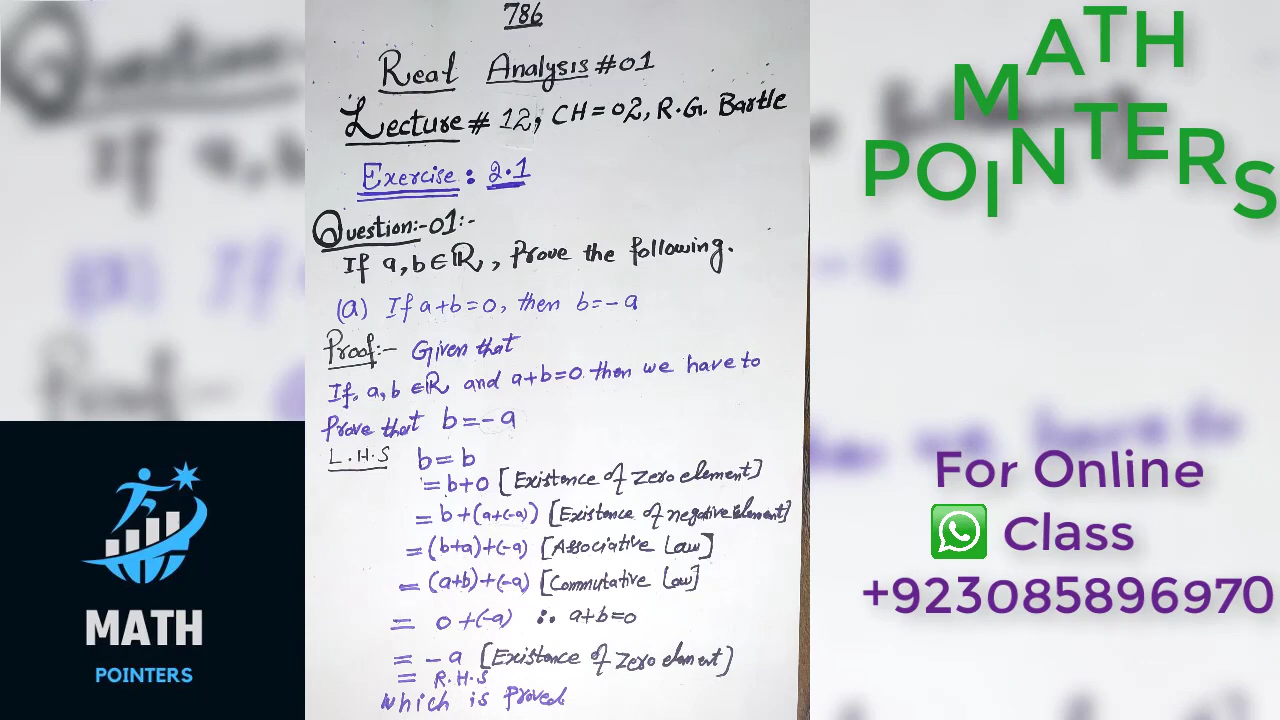 786
Real Analysis #01
Lecture # 12, CH = 02, R.G. Bartle
Exercise: 2.1
Question:-01:-
If a, b ∈ ℝ, Prove the following.
(a) If a+b=0, then b=-a
Proof:- Given that
If, a, b ∈ ℝ and a+b=0 then we have to
Prove that b=-a
L.H.S b=b
= b+0 [Existence of Zero element]
= b+(a+(-a)) [Existence of negative element]
= (b+a)+(-a) [Associative Law]
= (a+b)+(-a) [Commutative Law]
= 0+(-a) ∴ a+b=0
= -a [Existence of Zero element]
= R.H.S
Which is Proved
MATH
POINTERS
MATH
POINTERS
For Online
Class
+923085896970